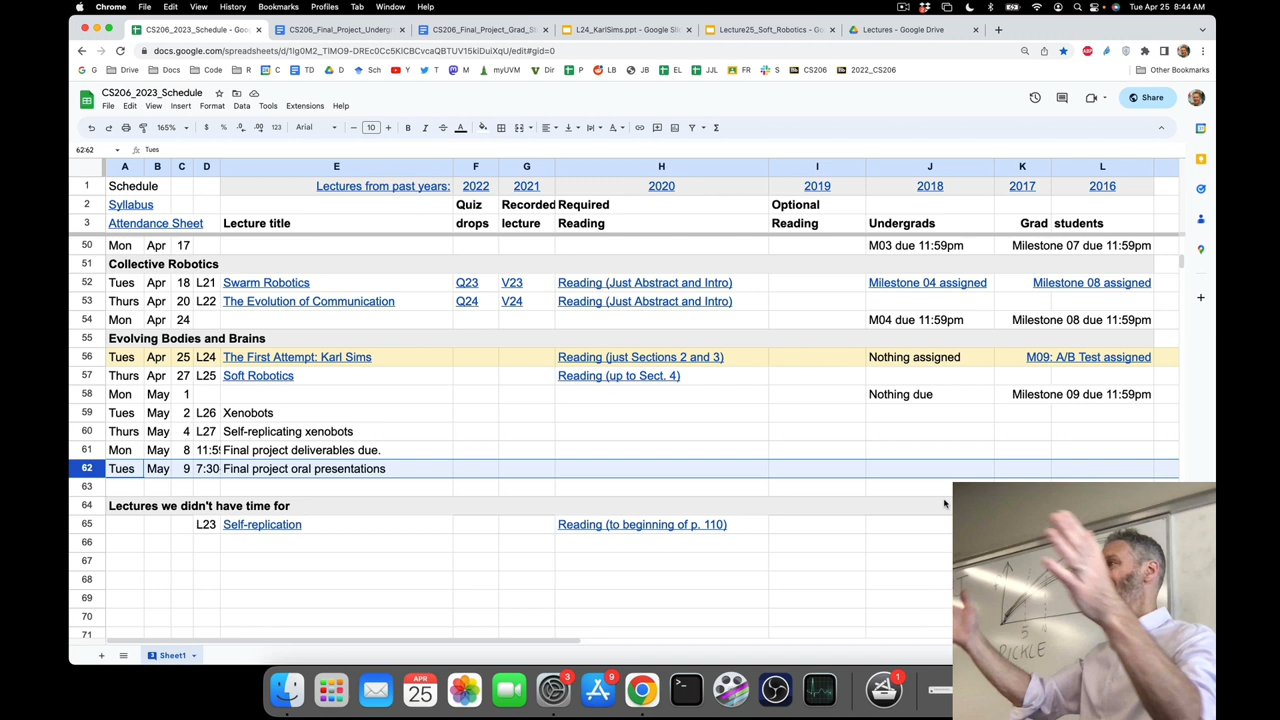 Chrome File Edit View History Bookmarks Profiles Tab Window Help Tue Apr 25 8:44 AM
CS206_2023_Schedule - Goog CS206_Final_Project_Undergr CS206_Final_Project_Grad_St L24_KarlSims.ppt - Google Sli Lecture25_Soft_Robotics - Go Lectures - Google Drive
docs.google.com/spreadsheets/d/
G Drive Docs Code R TD D Sch Y T M myUVM Dir P LB JB EL JJL FR S CS206 2022_CS206 Other Bookmarks
CS206_2023_Schedule
File Edit View Insert Format Data Tools Extensions Help
Share
165% $ % .0 .00 123 Arial 10 B I A
62:62 Tues
A B C D E F G H I J K L
1 Schedule Lectures from past years: 2022 2021 2020 2019 2018 2017 2016
2 Syllabus Quiz Recorded Required Optional
3 Attendance Sheet Lecture title drops lecture Reading Reading Undergrads Grad students
50 Mon Apr 17 M03 due 11:59pm Milestone 07 due 11:59pm
51 Collective Robotics
52 Tues Apr 18 L21 Swarm Robotics Q23 V23 Reading (Just Abstract and Intro) Milestone 04 assigned Milestone 08 assigned
53 Thurs Apr 20 L22 The Evolution of Communication Q24 V24 Reading (Just Abstract and Intro)
54 Mon Apr 24 M04 due 11:59pm Milestone 08 due 11:59pm
55 Evolving Bodies and Brains
56 Tues Apr 25 L24 The First Attempt: Karl Sims Reading (just Sections 2 and 3) Nothing assigned M09: A/B Test assigned
57 Thurs Apr 27 L25 Soft Robotics Reading (up to Sect. 4)
58 Mon May 1 Nothing due Milestone 09 due 11:59pm
59 Tues May 2 L26 Xenobots
60 Thurs May 4 L27 Self-replicating xenobots
61 Mon May 8 11:59 Final project deliverables due.
62 Tues May 9 7:30 Final project oral presentations
63
64 Lectures we didn't have time for
65 L23 Self-replication Reading (to beginning of p. 110)
66
67
68
69
70
71
5
PICKLE
Sheet1
APR
25
3
9
1